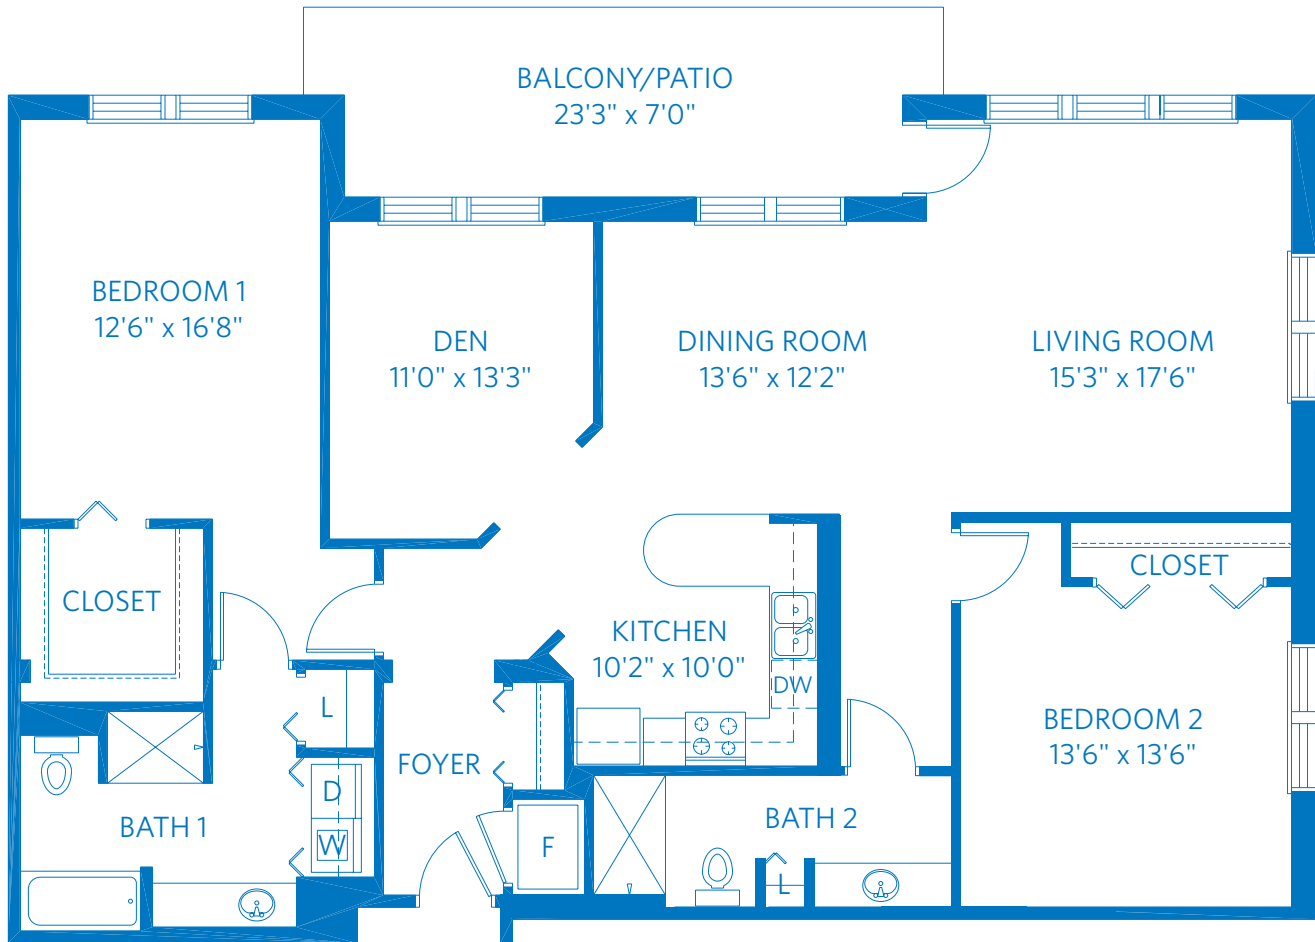 BALCONY/PATIO
23'3" x 7'0"
BEDROOM 1
12'6" x 16'8"
DEN
11'0" x 13'3"
DINING ROOM
13'6" x 12'2"
LIVING ROOM
15'3" x 17'6"
CLOSET
CLOSET
KITCHEN
10'2" x 10'0"
DW
L
BEDROOM 2
13'6" x 13'6"
FOYER
D
BATH 1
W
F
BATH 2
L